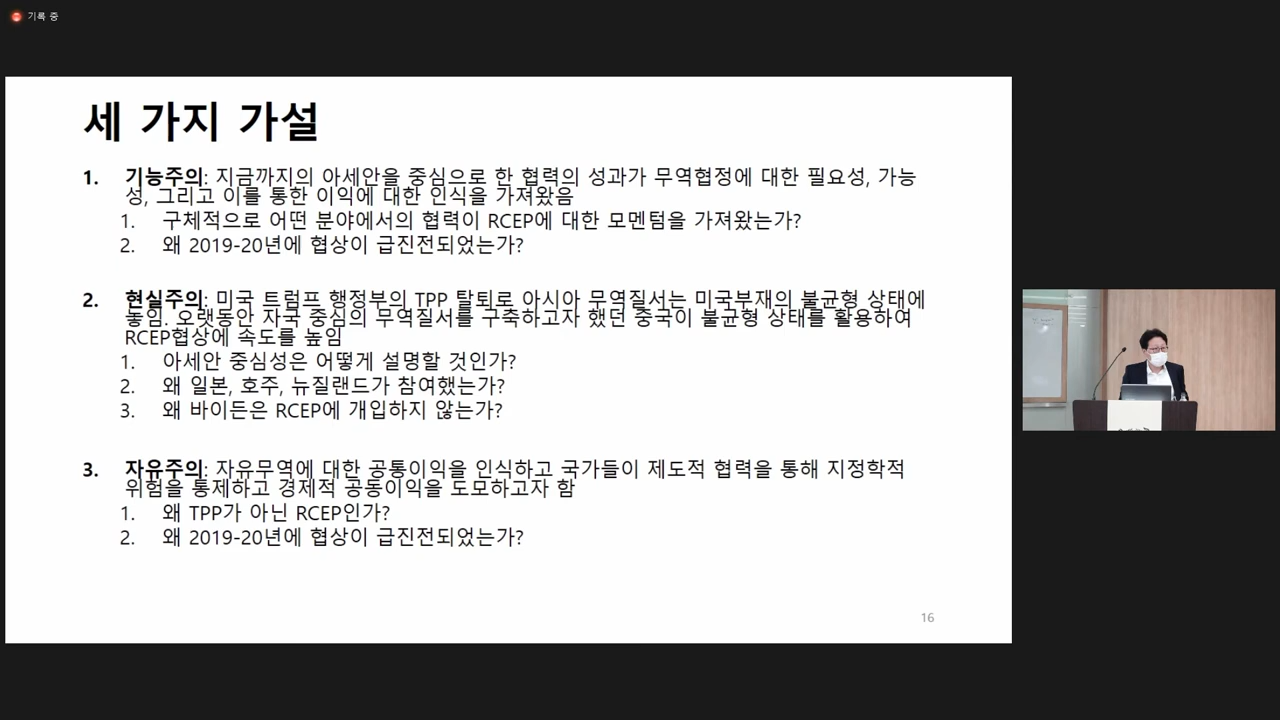 기록 중
세 가지 가설
1. 기능주의: 지금까지의 아세안을 중심으로 한 협력의 성과가 무역협정에 대한 필요성, 가능
성, 그리고 이를 통한 이익에 대한 인식을 가져왔음
1. 구체적으로 어떤 분야에서의 협력이 RCEP에 대한 모멘텀을 가져왔는가?
2. 왜 2019-20년에 협상이 급진전되었는가?
2. 현실주의: 미국 트럼프 행정부의 TPP 탈퇴로 아시아 무역질서는 미국부재의 불균형 상태에
놓임. 오랫동안 자국 중심의 무역질서를 구축하고자 했던 중국이 불균형 상태를 활용하여
RCEP협상에 속도를 높임
1. 아세안 중심성은 어떻게 설명할 것인가?
2. 왜 일본, 호주, 뉴질랜드가 참여했는가?
3. 왜 바이든은 RCEP에 개입하지 않는가?
3. 자유주의: 자유무역에 대한 공통이익을 인식하고 국가들이 제도적 협력을 통해 지정학적
위험을 통제하고 경제적 공동이익을 도모하고자 함
1. 왜 TPP가 아닌 RCEP인가?
2. 왜 2019-20년에 협상이 급진전되었는가?
16